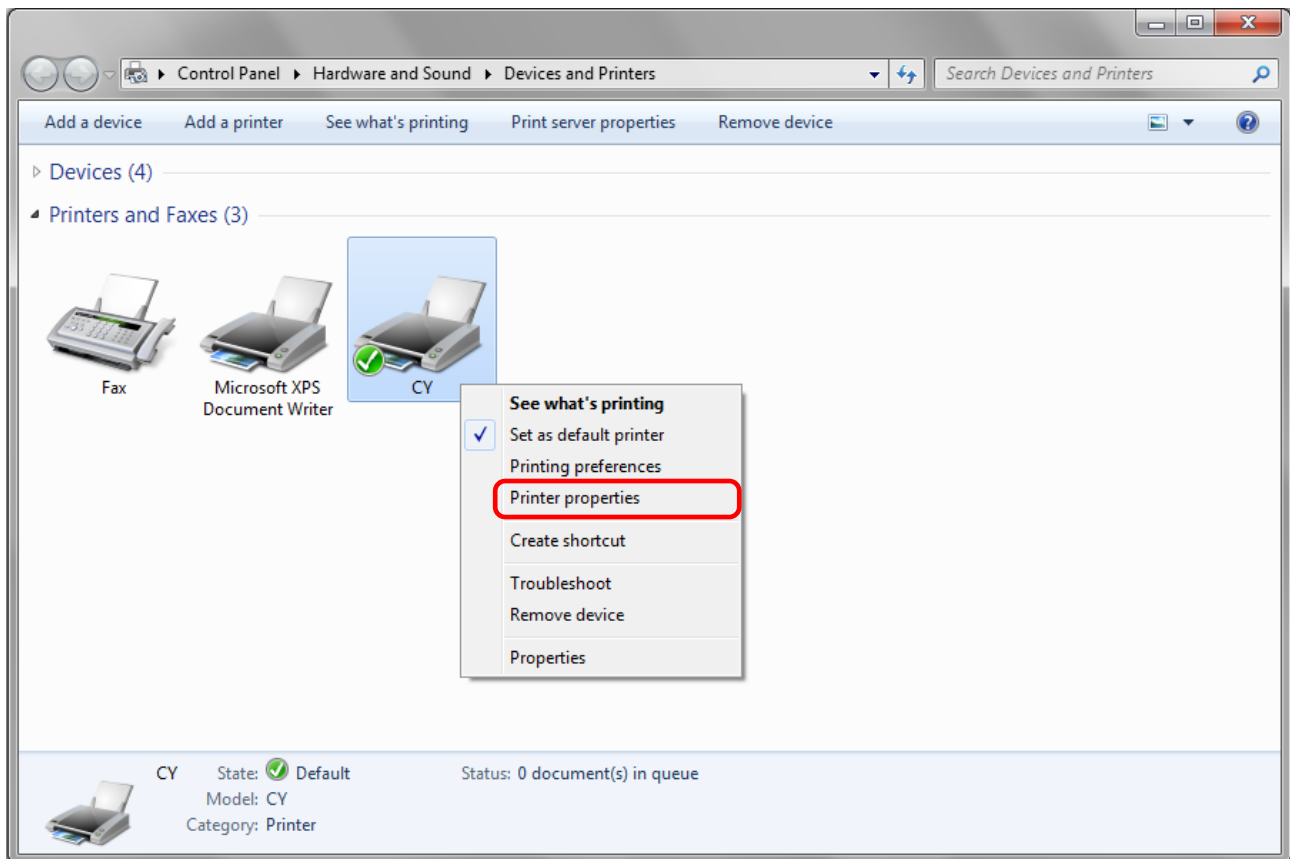 Control Panel Hardware and Sound Devices and Printers Search Devices and Printers
Add a device Add a printer See what's printing Print server properties Remove device
Devices (4)
Printers and Faxes (3)
Fax
Microsoft XPS
Document Writer
CY
See what's printing
Set as default printer
Printing preferences
Printer properties
Create shortcut
Troubleshoot
Remove device
Properties
CY State: Default Status: 0 document(s) in queue
Model: CY
Category: Printer